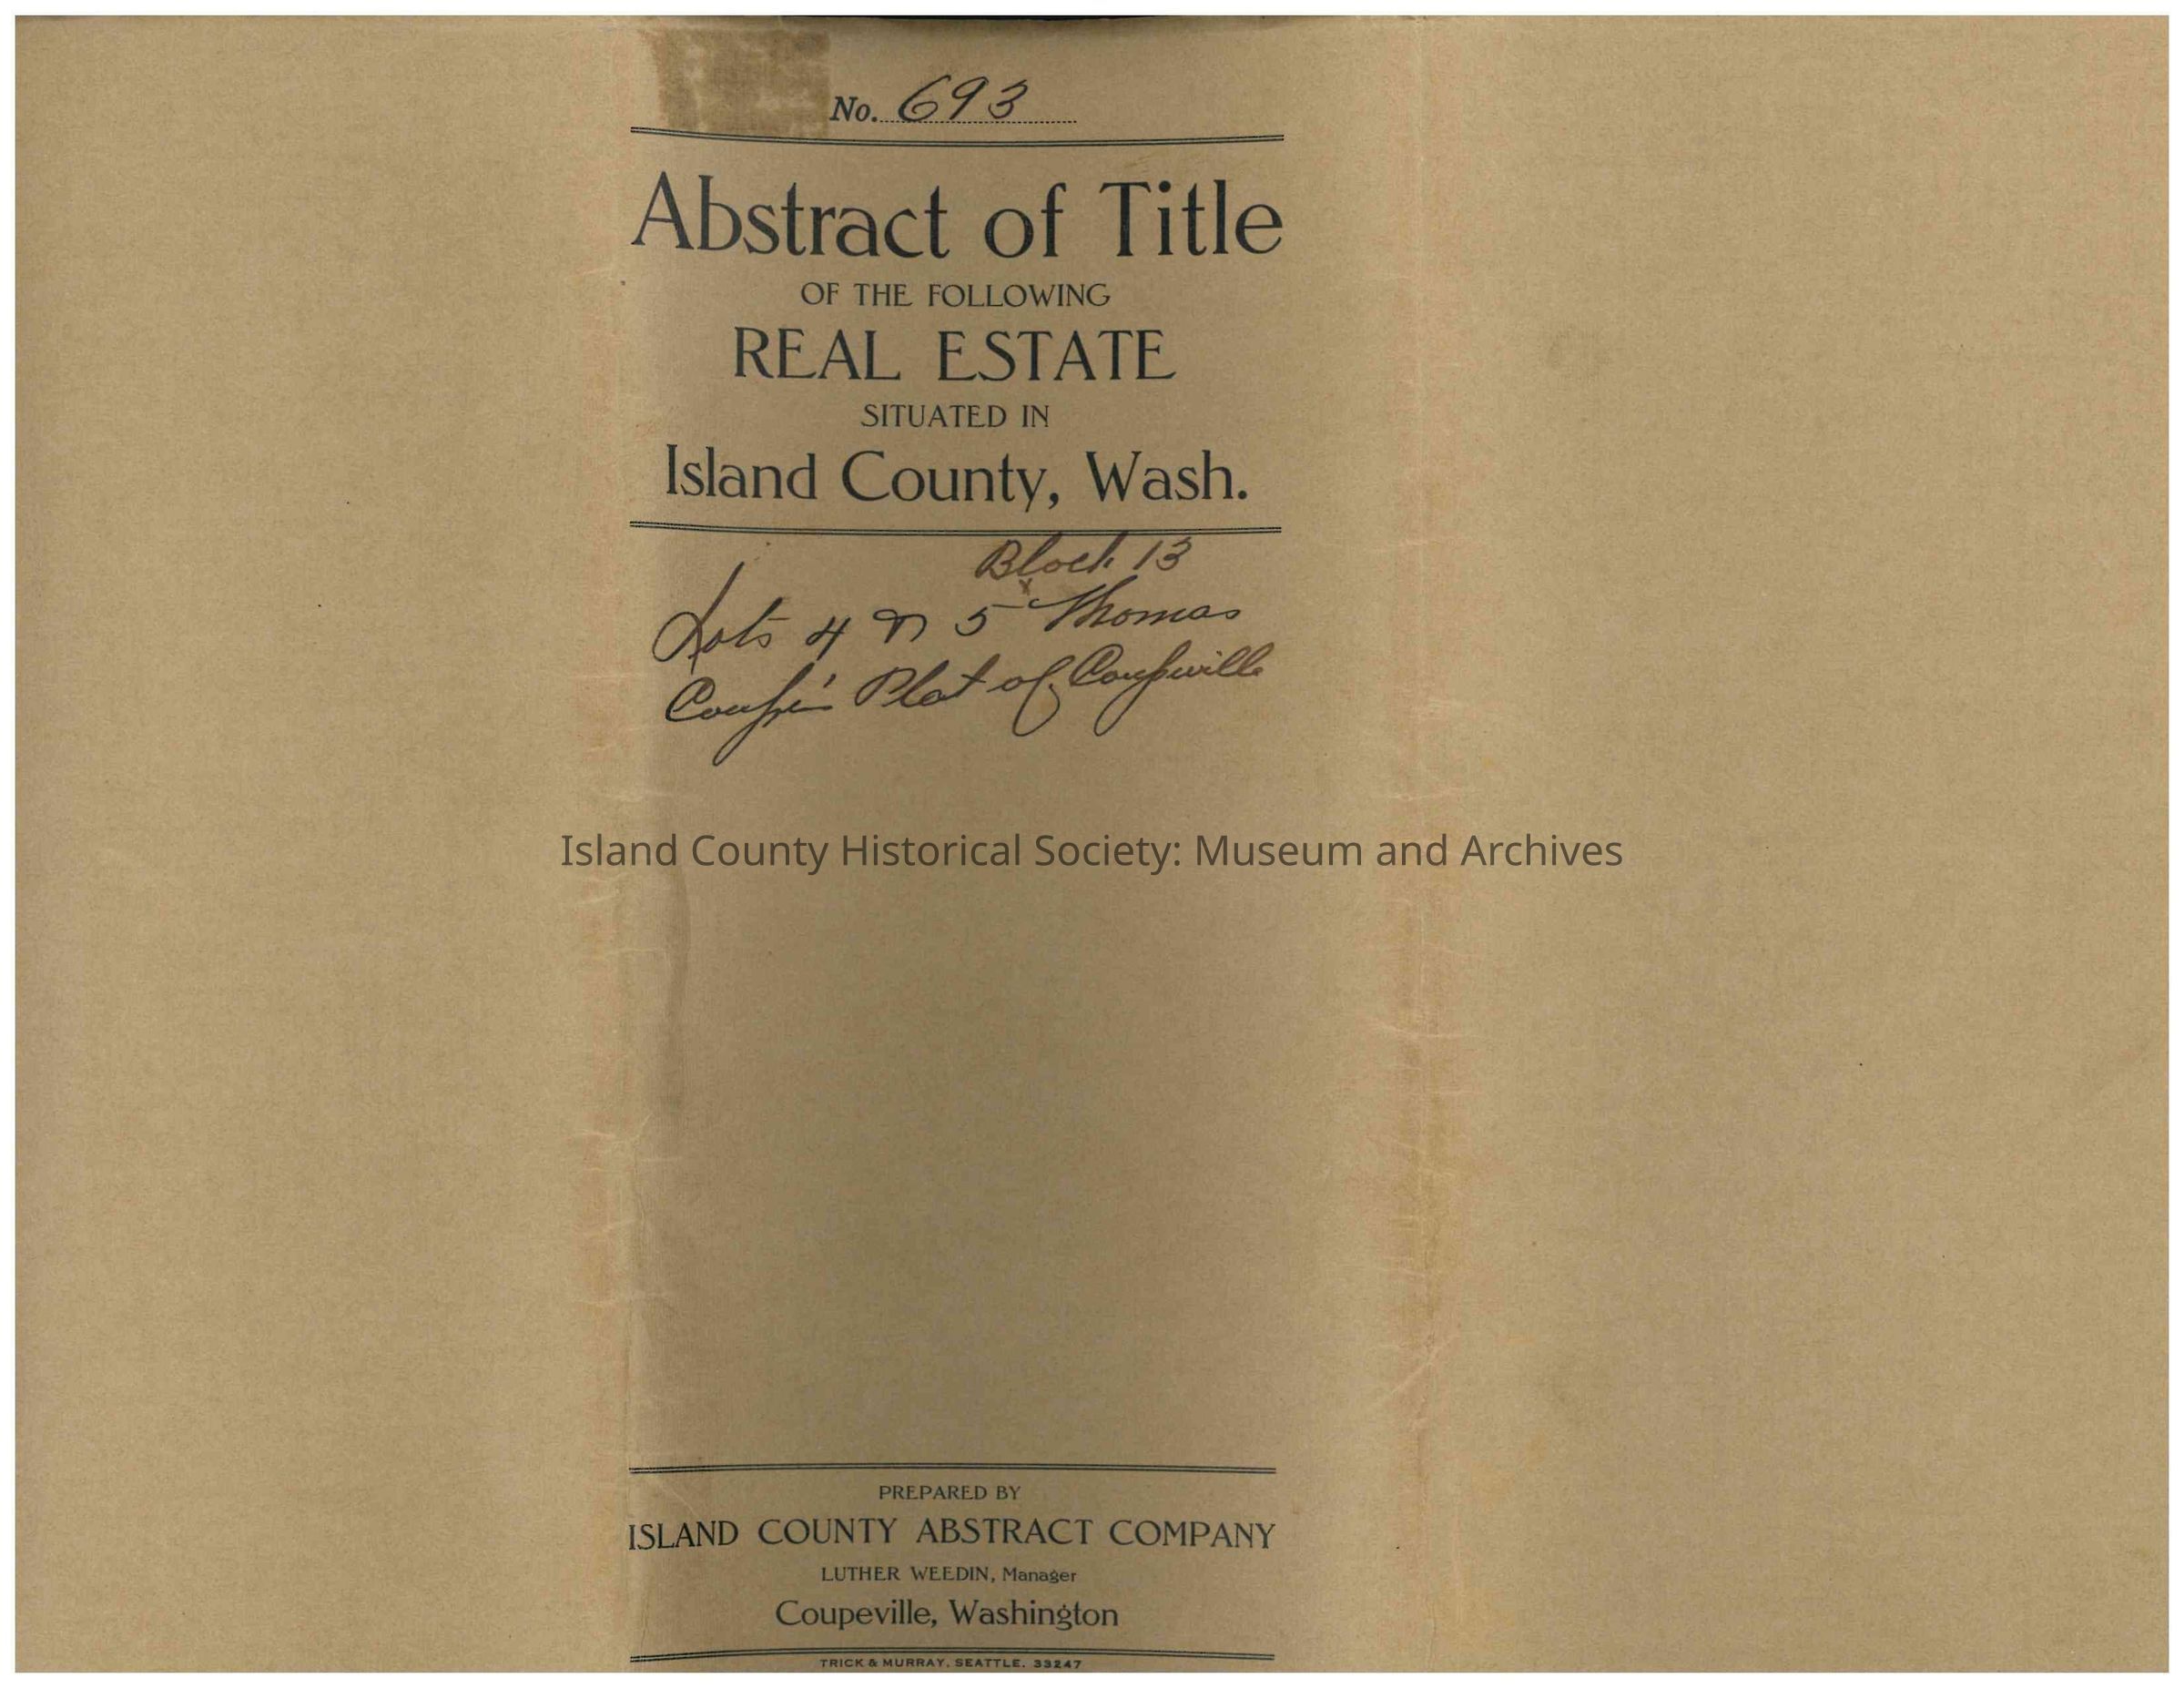 No. 693
Abstract of Title
OF THE FOLLOWING
REAL ESTATE
SITUATED IN
Island County, Wash.
Block 13
Lots 4 & 5 x Thomas
Coupe's Plat of Coupeville
Island County Historical Society: Museum and Archives
PREPARED BY
ISLAND COUNTY ABSTRACT COMPANY
LUTHER WEEDIN, Manager
Coupeville, Washington
TRICK & MURRAY, SEATTLE. 33247